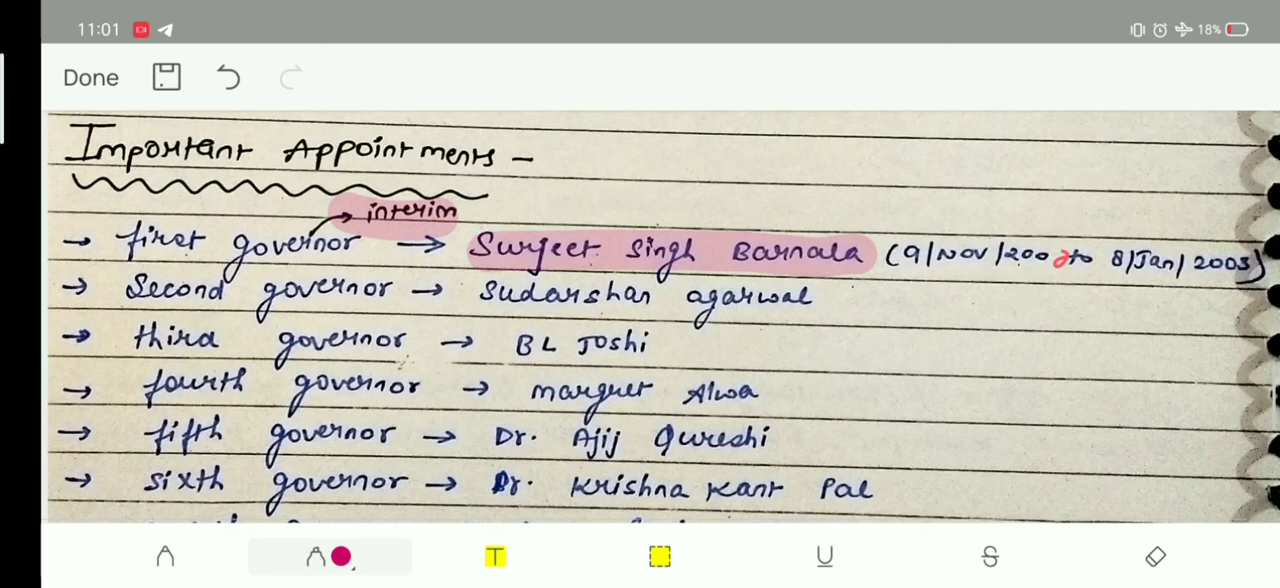 11:01
18%
Done
Important Appointments -
interim
→ first governor → Surjeet Singh Barnala (9/Nov/2000 to 8/Jan/2003)
→ Second governor → Sudarshan agarwal
→ third governor → BL Joshi
→ fourth governor → margret Alwa
→ fifth governor → Dr. Ajij Qureshi
→ sixth governor → Dr. Krishna Kant Pal